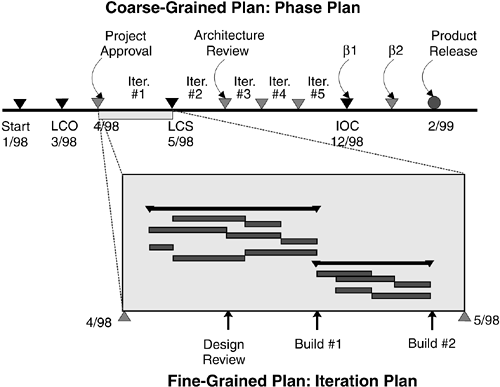 Coarse-Grained Plan: Phase Plan
Project
Approval
Architecture
Review
β1
β2
Product
Release
Iter.
#1
Iter.
#2
Iter.
#3
Iter.
#4
Iter.
#5
Start
1/98
LCO
3/98
4/98
LCS
5/98
IOC
12/98
2/99
4/98
5/98
Design
Review
Build #1
Build #2
Fine-Grained Plan: Iteration Plan